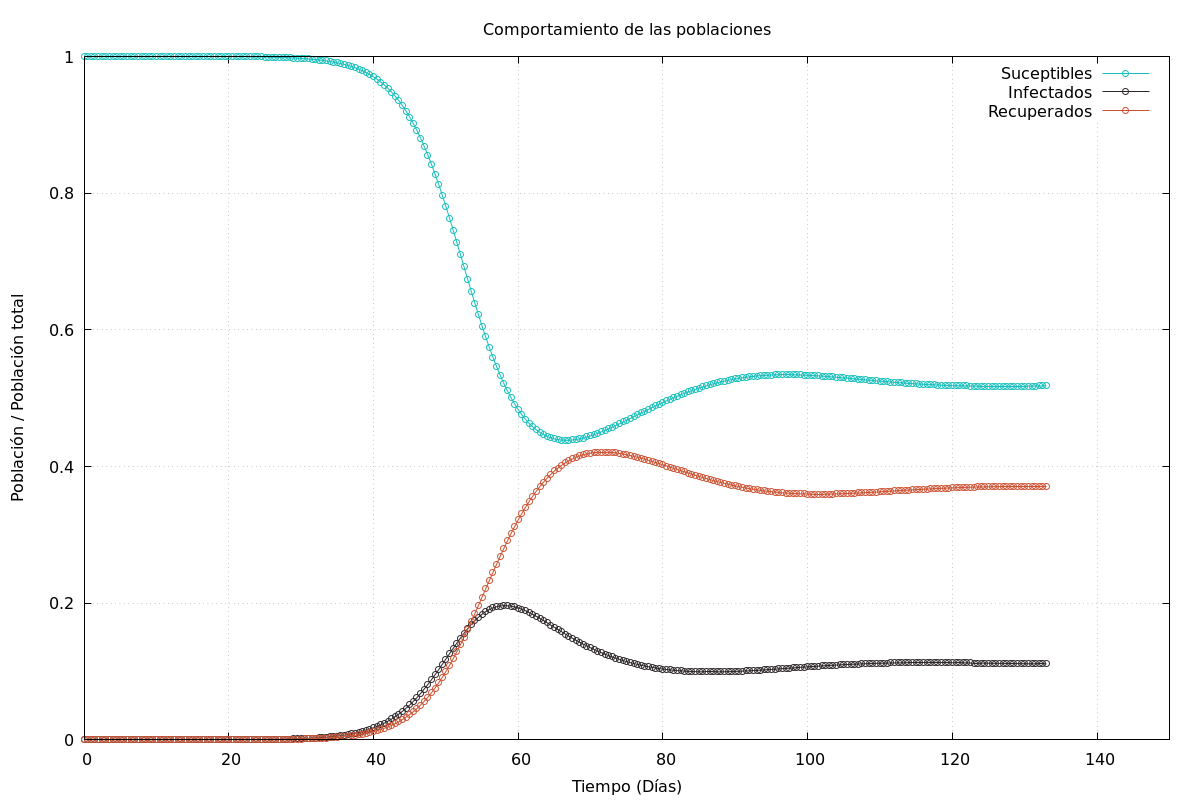 Comportamiento de las poblaciones
Suceptibles
Infectados
Recuperados
1
0.8
0.6
0.4
0.2
0
Población / Población total
0 20 40 60 80 100 120 140
Tiempo (Días)